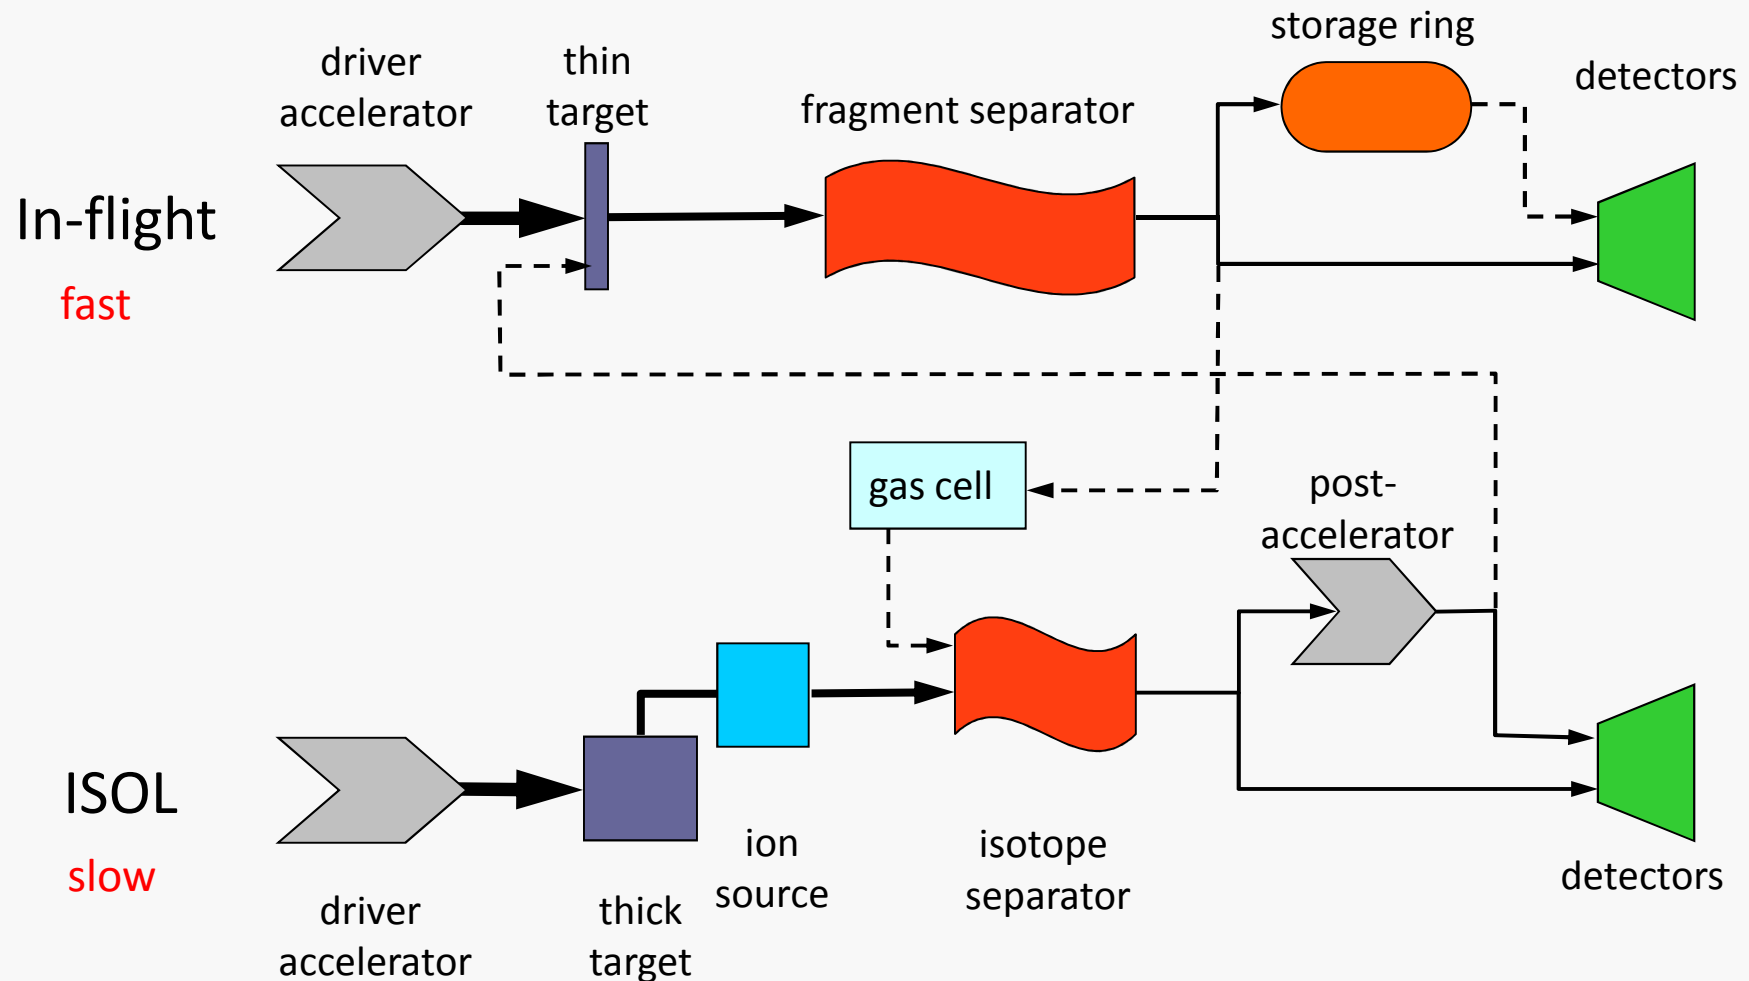 storage ring
driver
accelerator
thin
target
fragment separator
detectors
In-flight
fast
gas cell
post-
accelerator
ISOL
slow
driver
accelerator
thick
target
ion
source
isotope
separator
detectors